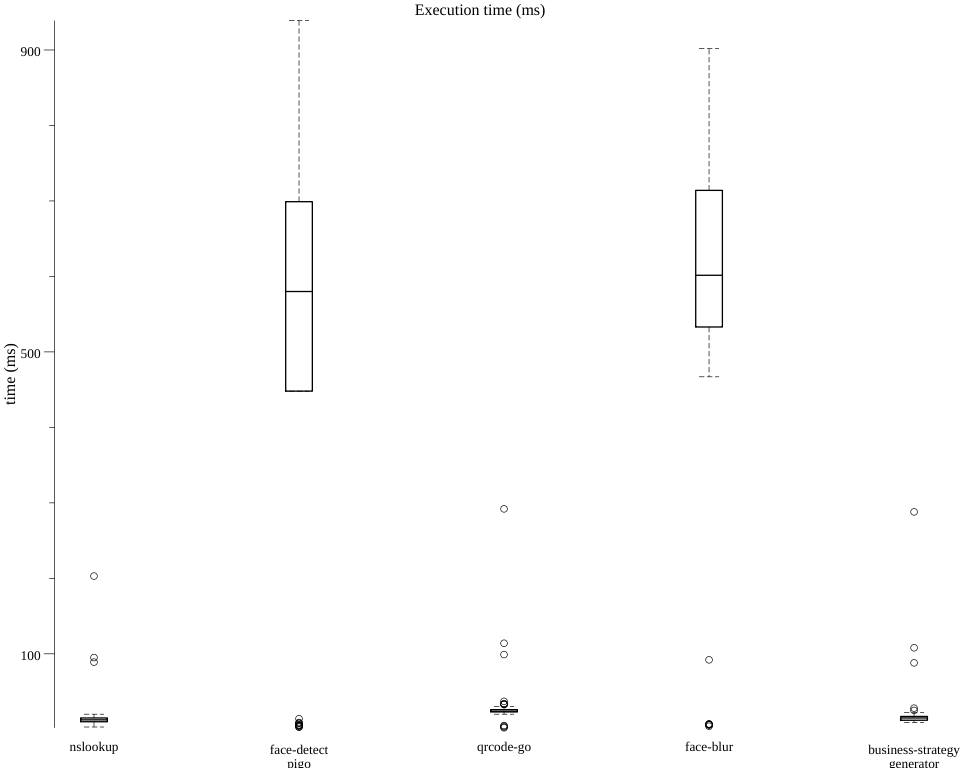 Execution time (ms)
900
500
100
time (ms)
nslookup
face-detect
pigo
qrcode-go
face-blur
business-strategy
generator